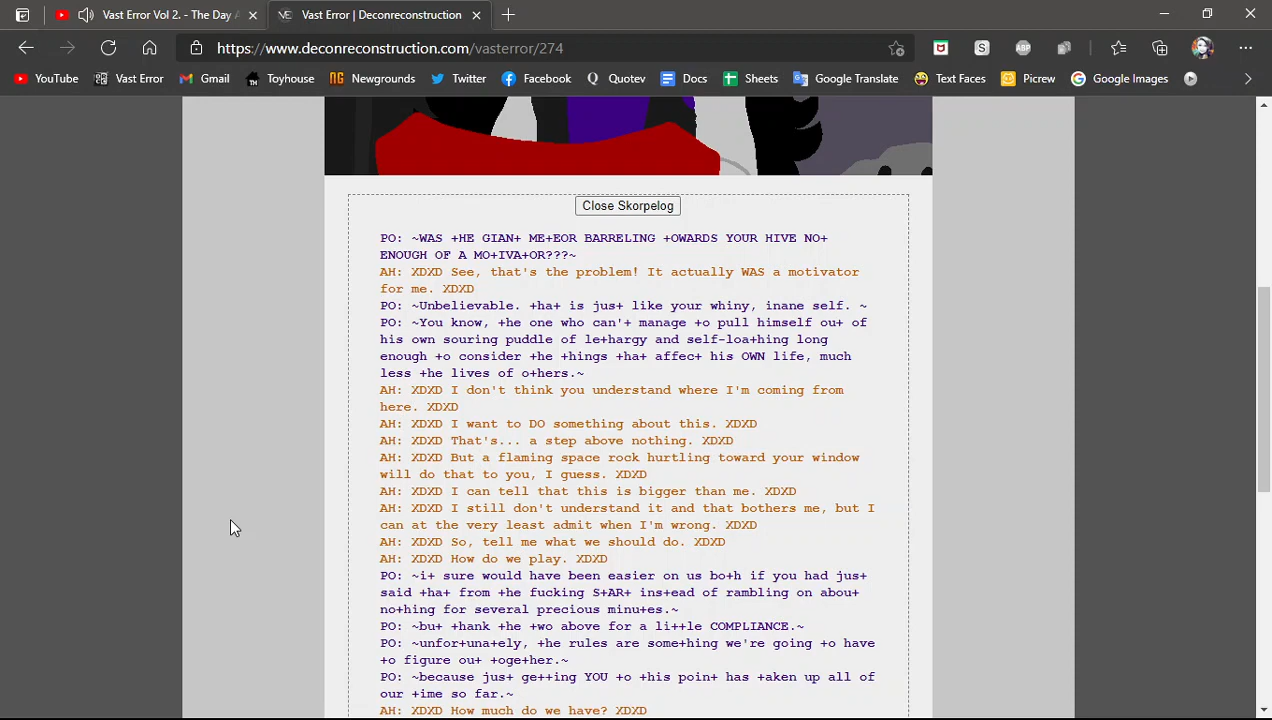 Vast Error Vol 2. - The Day A
Vast Error | Deconreconstruction
https://www.deconreconstruction.com/vasterror/274
YouTube Vast Error Gmail Toyhouse Newgrounds Twitter Facebook Quotev Docs Sheets Google Translate Text Faces Picrew Google Images
Close Skorpelog
PO: ~WAS +HE GIAN+ ME+EOR BARRELING +OWARDS YOUR HIVE NO+
ENOUGH OF A MO+IVA+OR???~
AH: XDXD See, that's the problem! It actually WAS a motivator
for me. XDXD
PO: ~Unbelievable. +ha+ is jus+ like your whiny, inane self. ~
PO: ~You know, +he one who can'+ manage +o pull himself ou+ of
his own souring puddle of le+hargy and self-loa+hing long
enough +o consider +he +hings +ha+ affec+ his OWN life, much
less +he lives of o+hers.~
AH: XDXD I don't think you understand where I'm coming from
here. XDXD
AH: XDXD I want to DO something about this. XDXD
AH: XDXD That's... a step above nothing. XDXD
AH: XDXD But a flaming space rock hurtling toward your window
will do that to you, I guess. XDXD
AH: XDXD I can tell that this is bigger than me. XDXD
AH: XDXD I still don't understand it and that bothers me, but I
can at the very least admit when I'm wrong. XDXD
AH: XDXD So, tell me what we should do. XDXD
AH: XDXD How do we play. XDXD
PO: ~i+ sure would have been easier on us bo+h if you had jus+
said +ha+ from +he fucking S+AR+ ins+ead of rambling on abou+
no+hing for several precious minu+es.~
PO: ~bu+ +hank +he +wo above for a li++le COMPLIANCE.~
PO: ~unfor+una+ely, +he rules are some+hing we're going +o have
+o figure ou+ +oge+her.~
PO: ~because jus+ ge++ing YOU +o +his poin+ has +aken up all of
our +ime so far.~
AH: XDXD How much do we have? XDXD